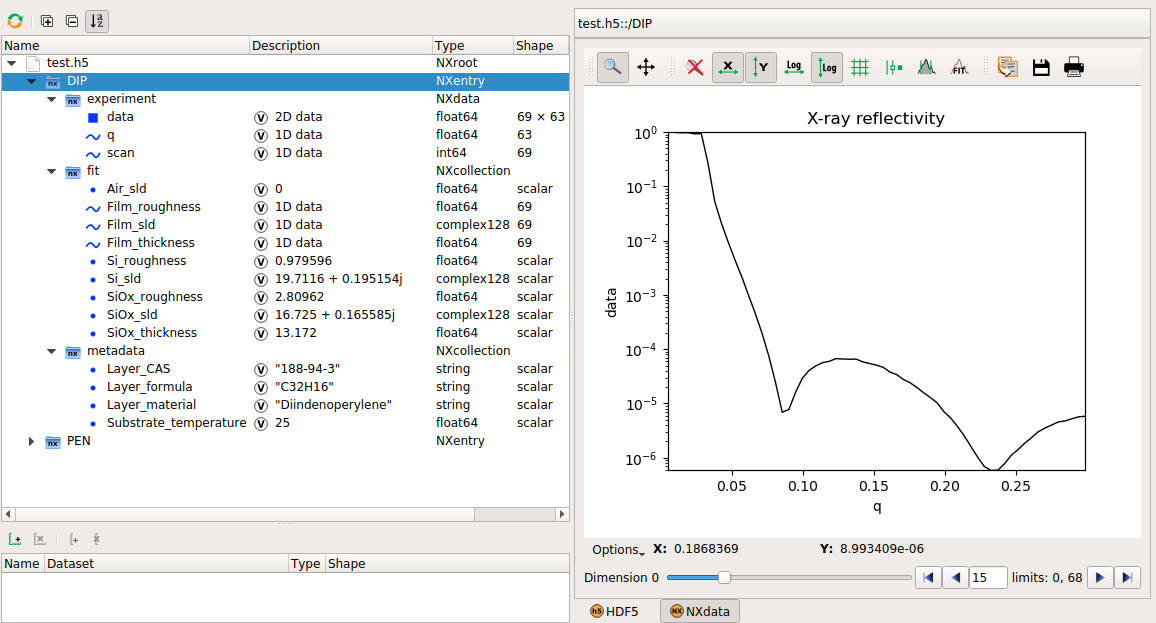 Name Description Type Shape
test.h5 NXroot
nx DIP NXentry
nx experiment NXdata
data V 2D data float64 69 × 63
q V 1D data float64 63
scan V 1D data int64 69
nx fit NXcollection
Air_sld V 0 float64 scalar
Film_roughness V 1D data float64 69
Film_sld V 1D data complex128 69
Film_thickness V 1D data float64 69
Si_roughness V 0.979596 float64 scalar
Si_sld V 19.7116 + 0.195154j complex128 scalar
SiOx_roughness V 2.80962 float64 scalar
SiOx_sld V 16.725 + 0.165585j complex128 scalar
SiOx_thickness V 13.172 float64 scalar
nx metadata NXcollection
Layer_CAS V "188-94-3" string scalar
Layer_formula V "C32H16" string scalar
Layer_material V "Diindenoperylene" string scalar
Substrate_temperature V 25 float64 scalar
nx PEN NXentry
Name Dataset Type Shape
test.h5::/DIP
X Y Log Log FIT
X-ray reflectivity
10^0
10^-1
10^-2
10^-3
10^-4
10^-5
10^-6
data
0.05 0.10 0.15 0.20 0.25
q
Options X: 0.1868369 Y: 8.993409e-06
Dimension 0 15 limits: 0, 68
h5 HDF5 NX NXdata